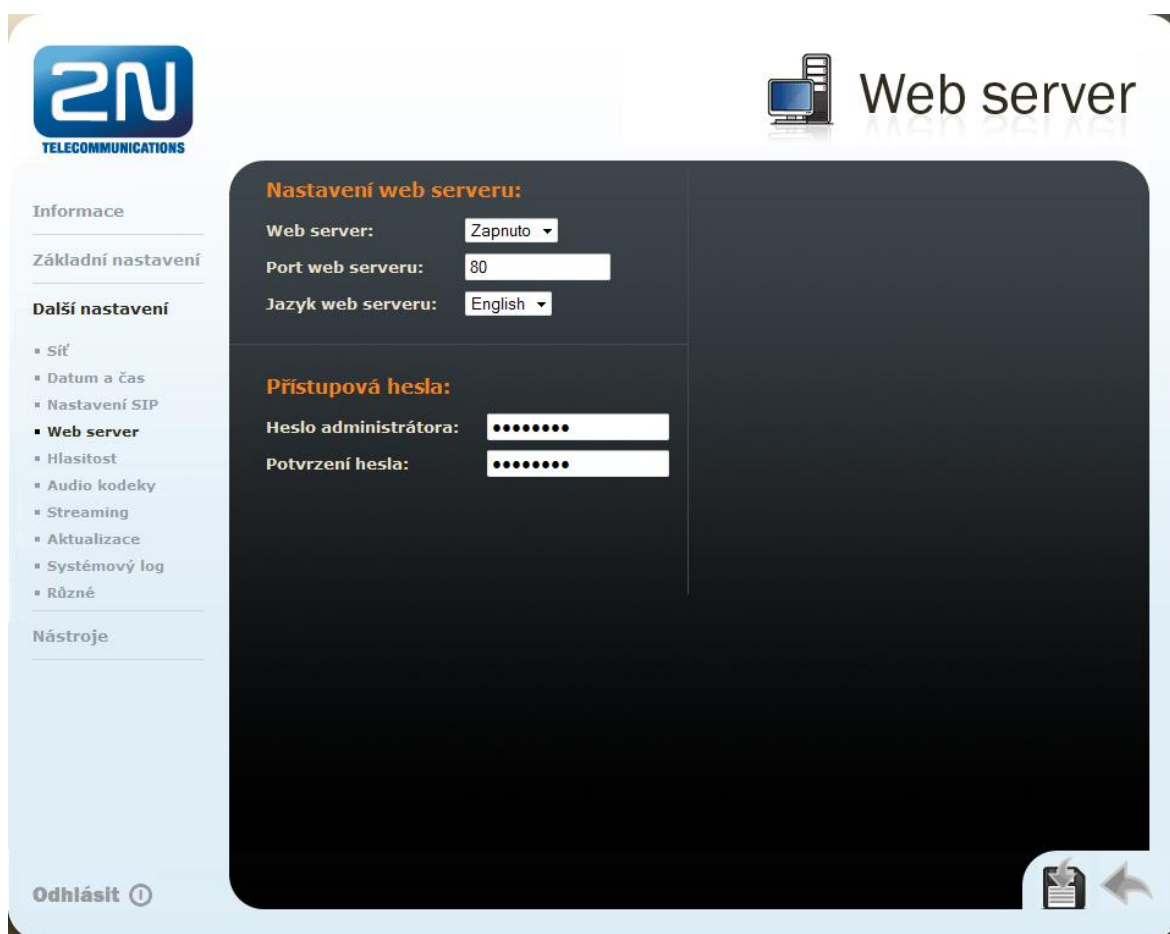 2N
TELECOMMUNICATIONS
Web server
Informace
Základní nastavení
Další nastavení
Síť
Datum a čas
Nastavení SIP
Web server
Hlasitost
Audio kodeky
Streaming
Aktualizace
Systémový log
Různé
Nástroje
Odhlásit
Nastavení web serveru:
Web server: Zapnuto
Port web serveru: 80
Jazyk web serveru: English
Přístupová hesla:
Heslo administrátora: ••••••••
Potvrzení hesla: ••••••••